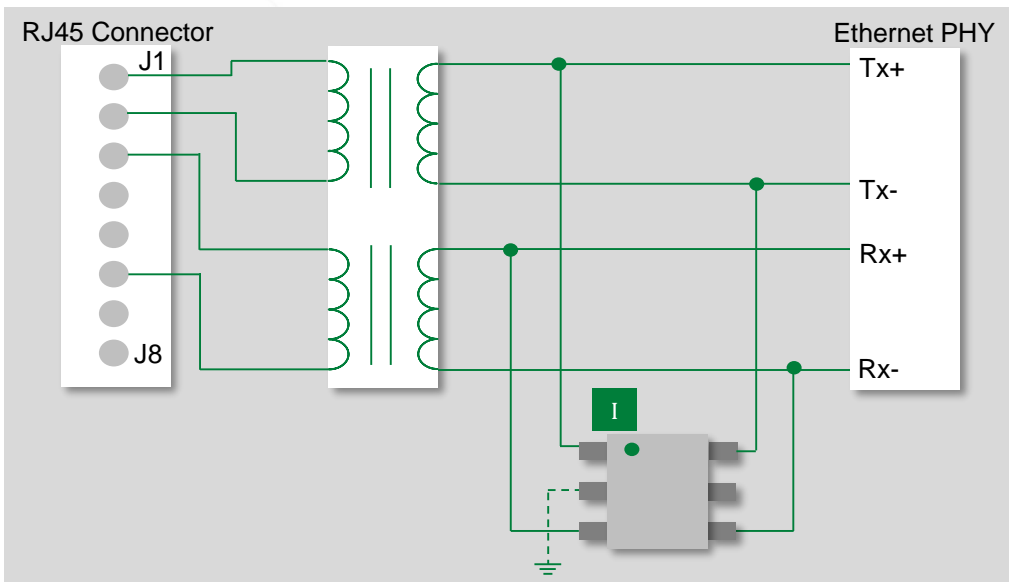 RJ45 Connector
Ethernet PHY
J1
Tx+
Tx-
Rx+
J8
Rx-
I